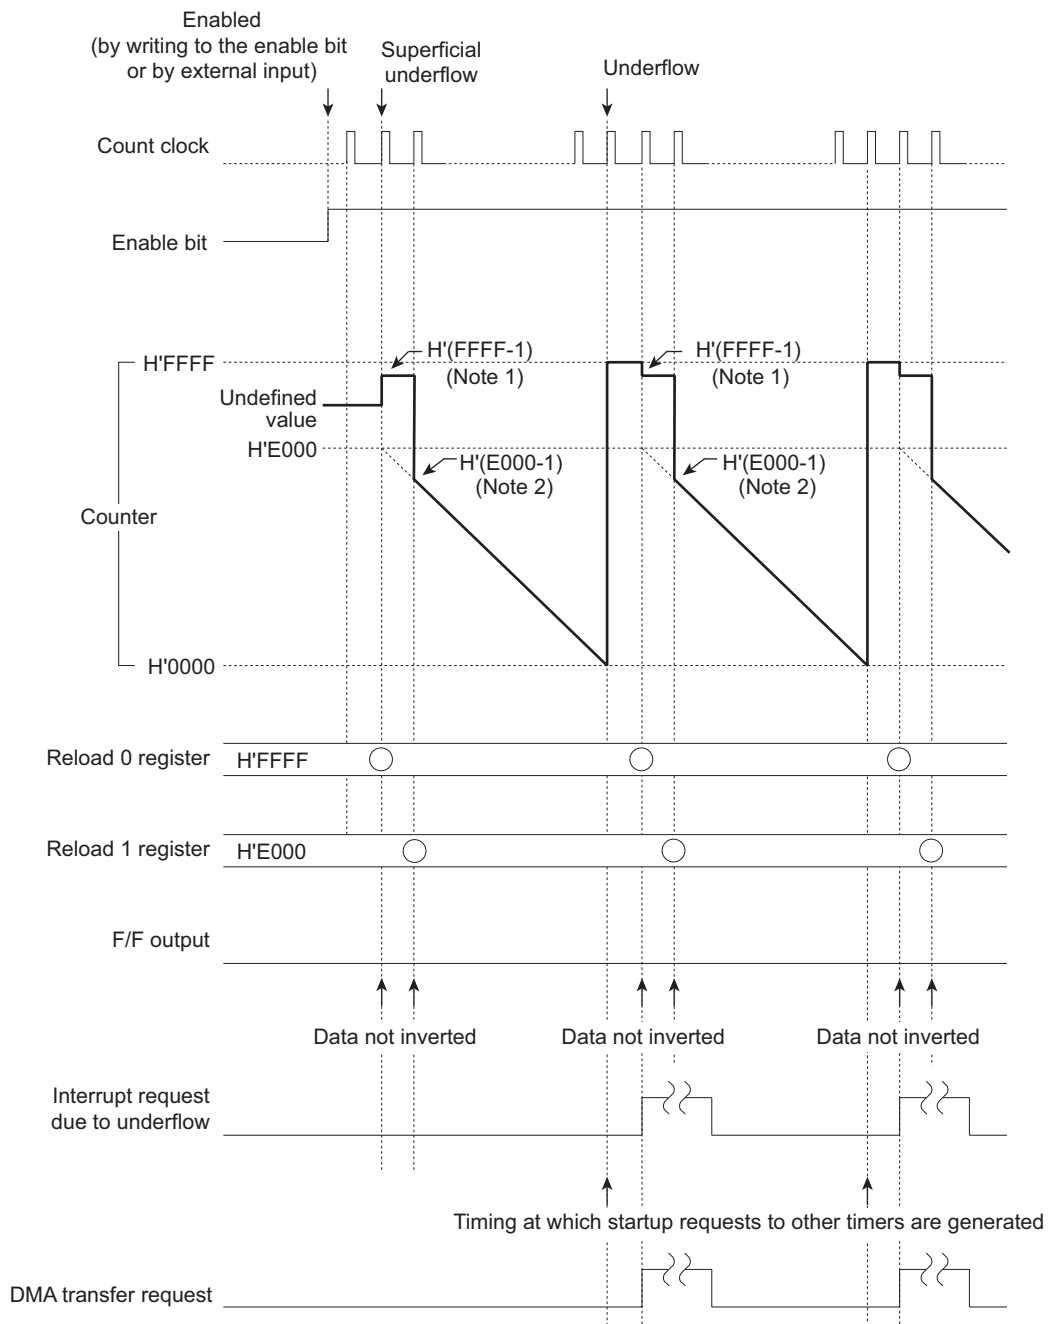 Enabled
(by writing to the enable bit
or by external input)
Superficial
underflow
Underflow
Count clock
Enable bit
H'FFFF
H'(FFFF-1)
(Note 1)
H'(FFFF-1)
(Note 1)
Undefined
value
H'E000
H'(E000-1)
(Note 2)
H'(E000-1)
(Note 2)
Counter
H'0000
Reload 0 register
H'FFFF
Reload 1 register
H'E000
F/F output
Data not inverted
Data not inverted
Data not inverted
Interrupt request
due to underflow
Timing at which startup requests to other timers are generated
DMA transfer request